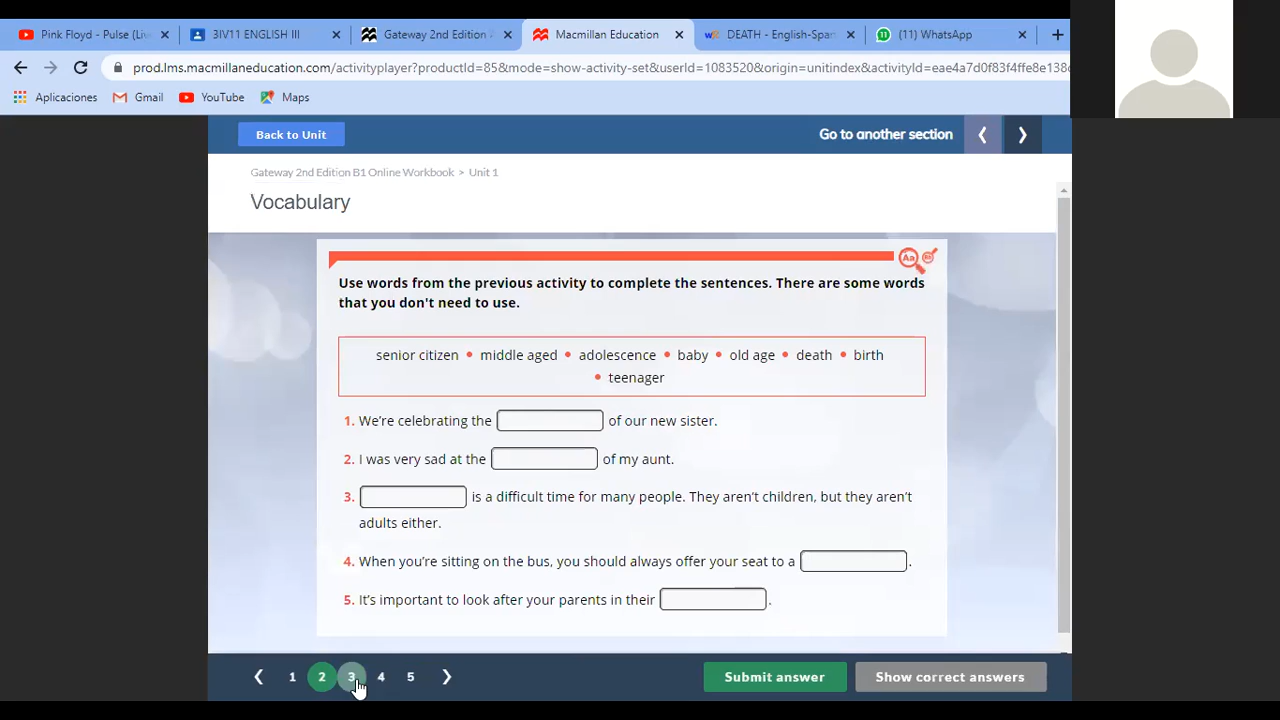 Pink Floyd - Pulse (Liv
3IV11 ENGLISH III
Gateway 2nd Edition
Macmillan Education
DEATH - English-Span
(11) WhatsApp
prod.lms.macmillaneducation.com/activityplayer?productId=85&mode=show-activity-set&userId=1083520&origin=unitindex&activityId=eae4a7d0f83f4ffe8e138
Aplicaciones
Gmail
YouTube
Maps
Back to Unit
Go to another section
Gateway 2nd Edition B1 Online Workbook > Unit 1
Vocabulary
Aa
Use words from the previous activity to complete the sentences. There are some words
that you don't need to use.
senior citizen • middle aged • adolescence • baby • old age • death • birth
• teenager
1. We're celebrating the of our new sister.
2. I was very sad at the of my aunt.
3. is a difficult time for many people. They aren't children, but they aren't
adults either.
4. When you're sitting on the bus, you should always offer your seat to a .
5. It's important to look after your parents in their .
1 2 3 4 5
Submit answer
Show correct answers